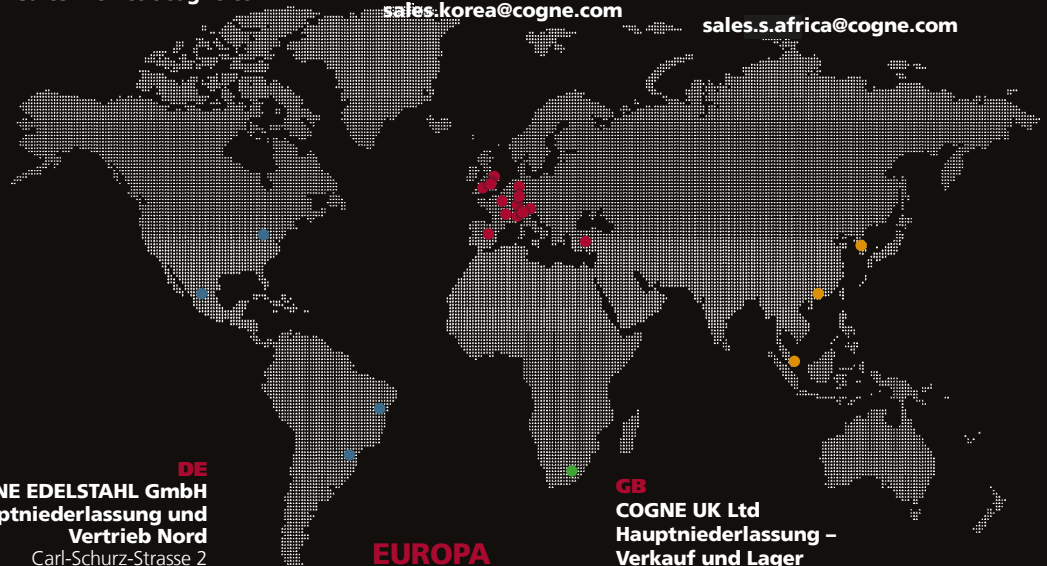 sales.korea@cogne.com
sales.s.africa@cogne.com
DE
EDELSTAHL GmbH
und
Vertrieb Nord
Carl-Schurz-Strasse 2
EUROPA
GB
COGNE UK Ltd
Hauptniederlassung –
Verkauf und Lager